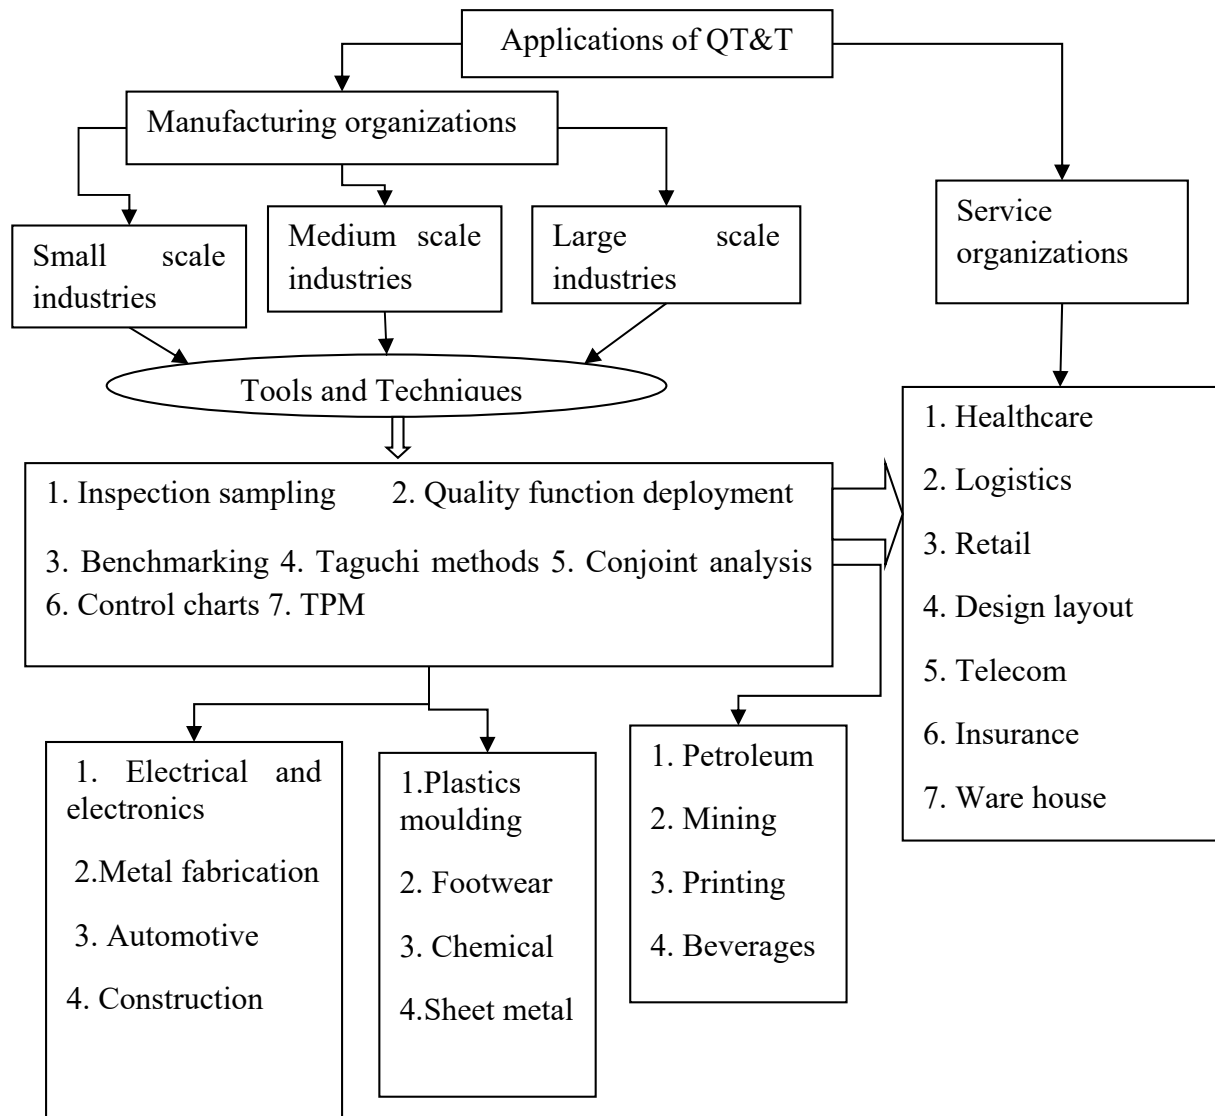 Applications of QT&T
Manufacturing organizations
Small scale
industries
Medium scale
industries
Large scale
industries
Service
organizations
Tools and Techniques
1. Inspection sampling 2. Quality function deployment
3. Benchmarking 4. Taguchi methods 5. Conjoint analysis
6. Control charts 7. TPM
1. Healthcare
2. Logistics
3. Retail
4. Design layout
5. Telecom
6. Insurance
7. Ware house
1. Electrical and
electronics
2.Metal fabrication
3. Automotive
4. Construction
1.Plastics
moulding
2. Footwear
3. Chemical
4.Sheet metal
1. Petroleum
2. Mining
3. Printing
4. Beverages